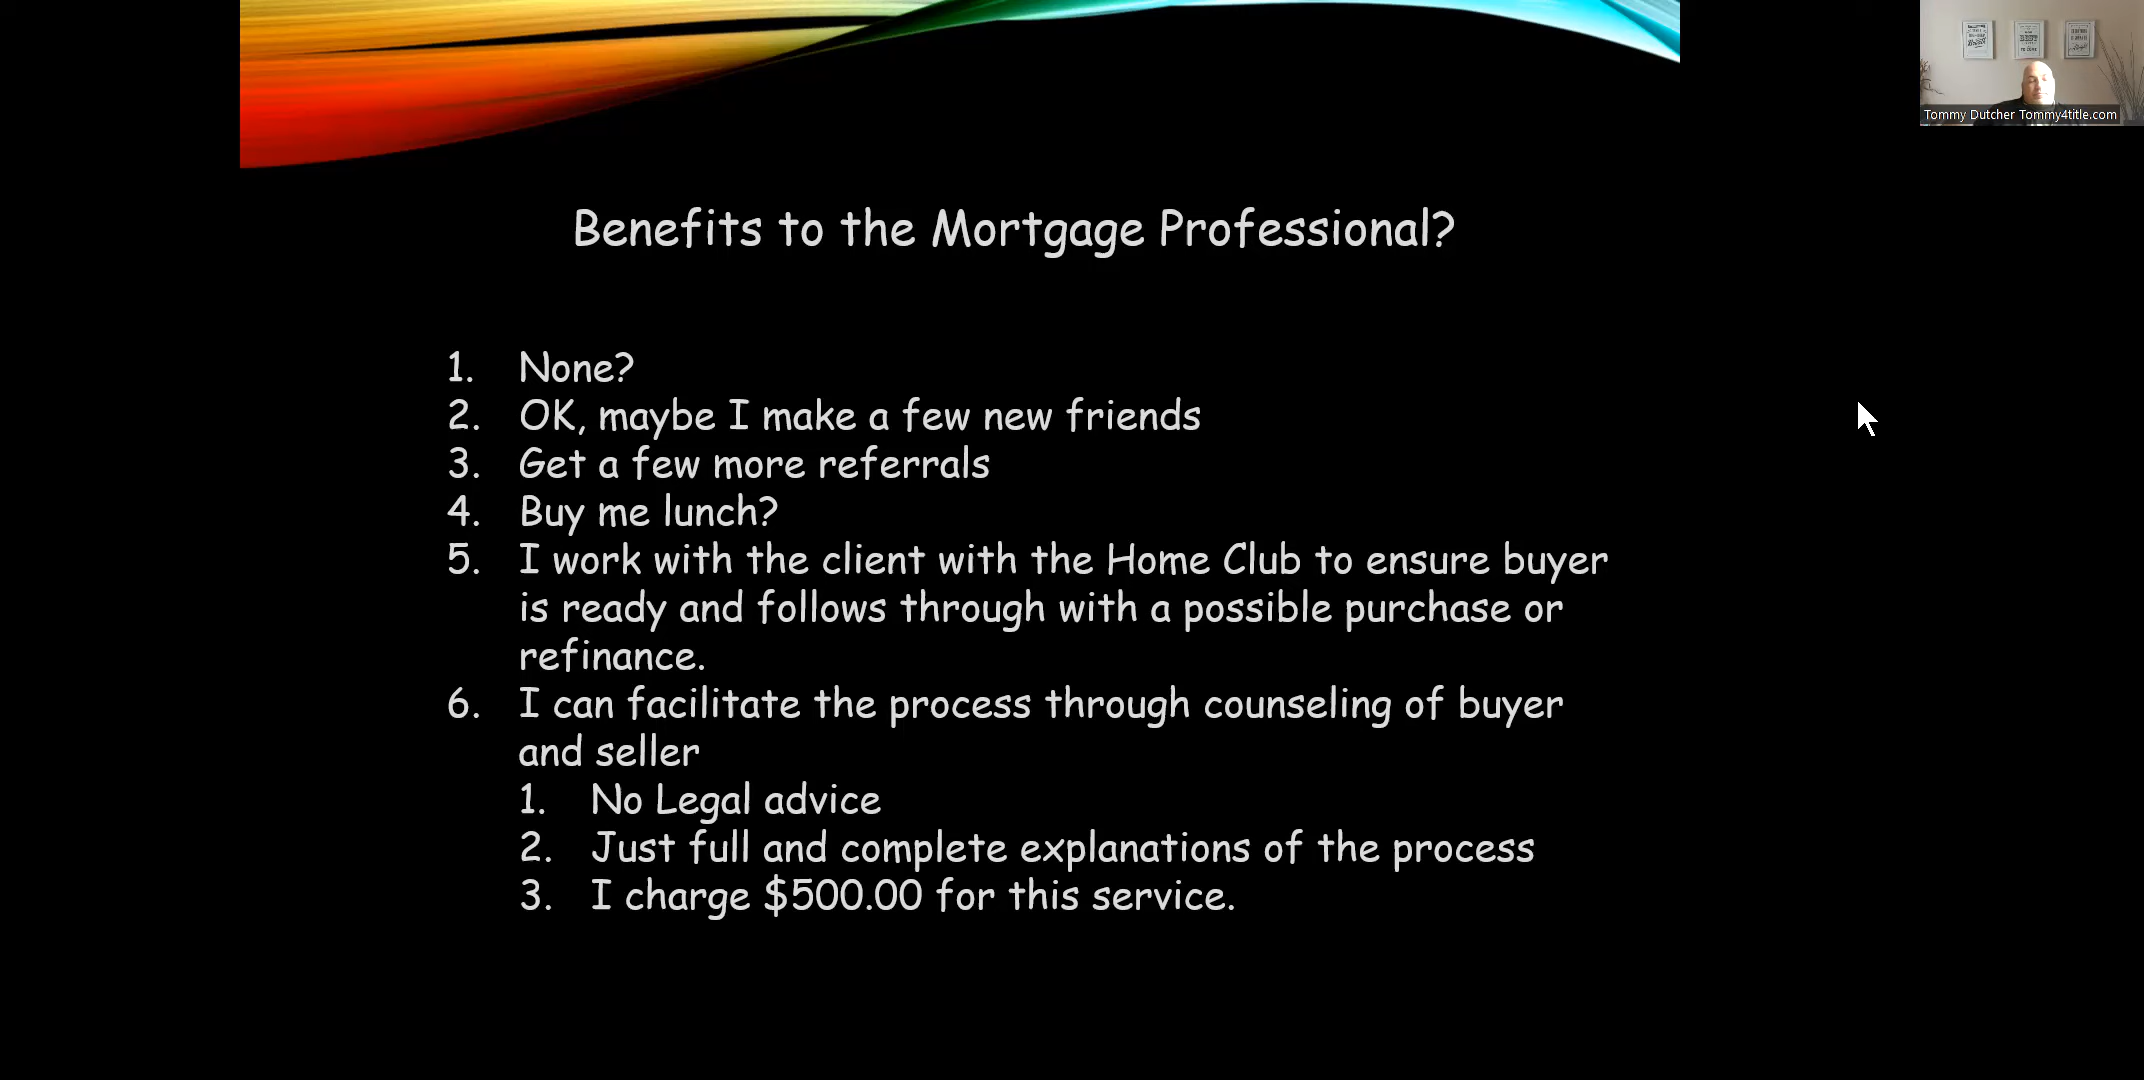 Tommy Dutcher Tommy4title.com
Benefits to the Mortgage Professional?
1. None?
2. OK, maybe I make a few new friends
3. Get a few more referrals
4. Buy me lunch?
5. I work with the client with the Home Club to ensure buyer
is ready and follows through with a possible purchase or
refinance.
6. I can facilitate the process through counseling of buyer
and seller
1. No Legal advice
2. Just full and complete explanations of the process
3. I charge $500.00 for this service.